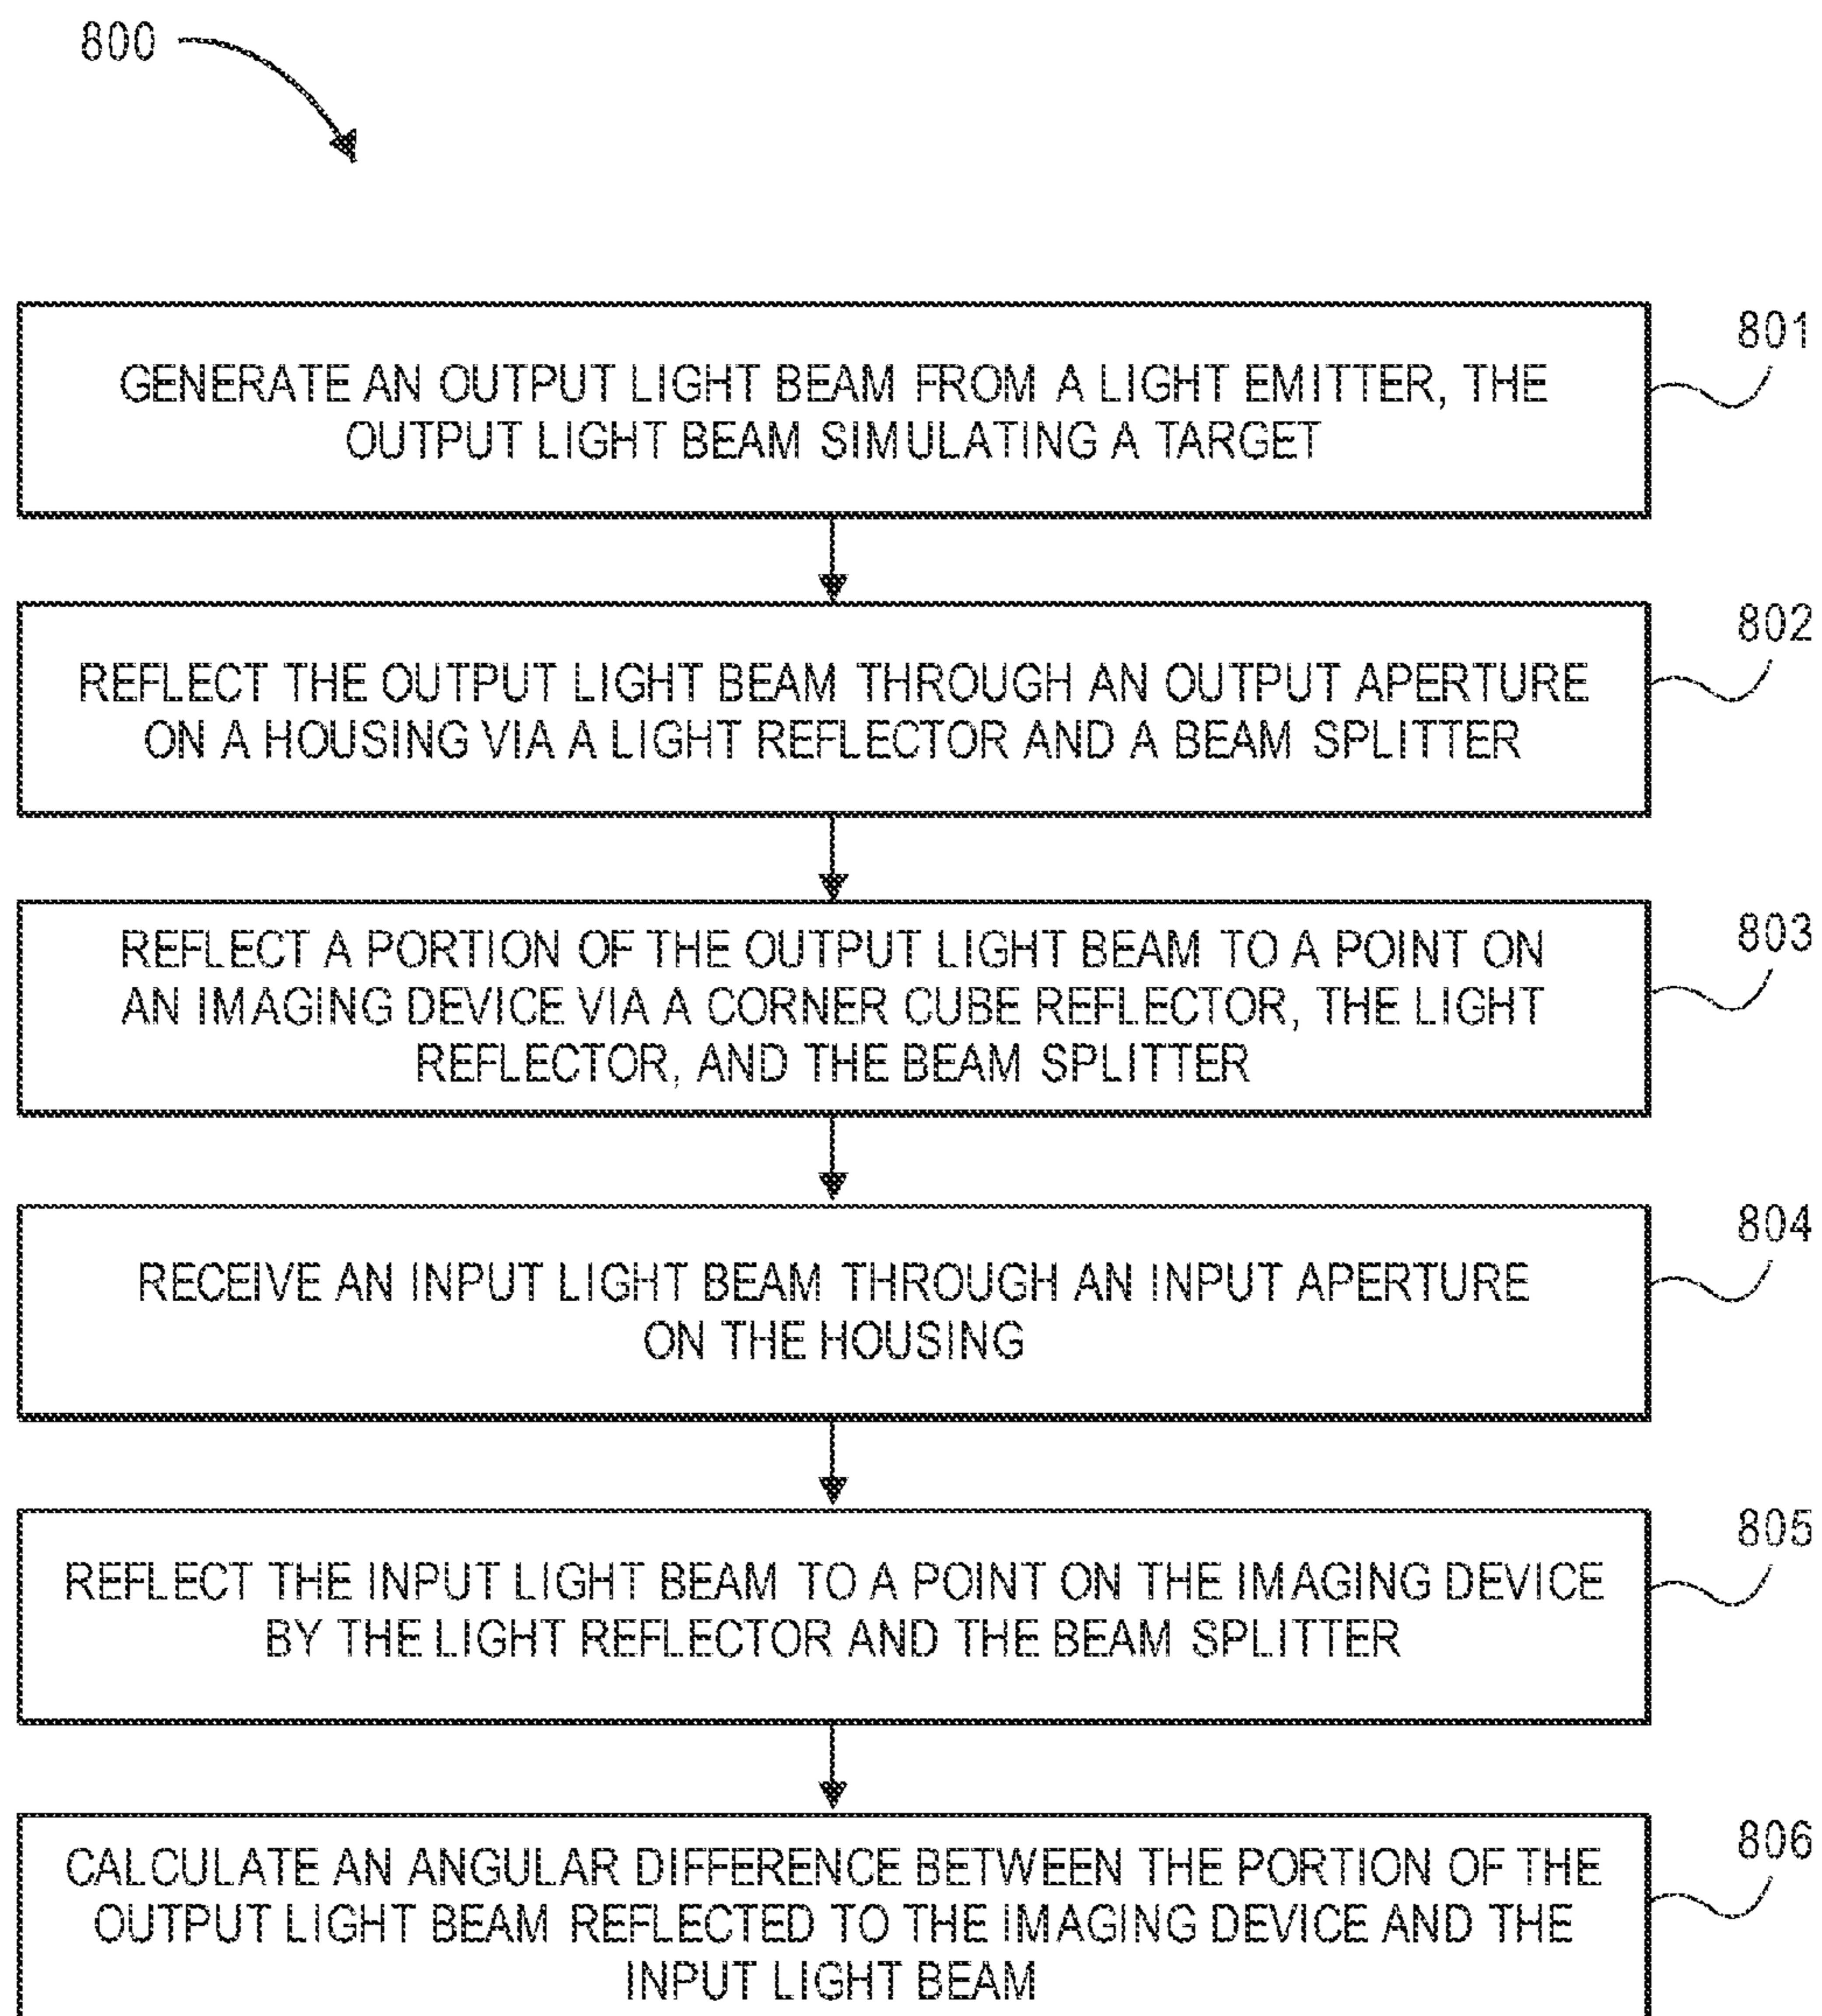 800
801
GENERATE AN OUTPUT LIGHT BEAM FROM A LIGHT EMITTER, THE
OUTPUT LIGHT BEAM SIMULATING A TARGET
802
REFLECT THE OUTPUT LIGHT BEAM THROUGH AN OUTPUT APERTURE
ON A HOUSING VIA A LIGHT REFLECTOR AND A BEAM SPLITTER
803
REFLECT A PORTION OF THE OUTPUT LIGHT BEAM TO A POINT ON
AN IMAGING DEVICE VIA A CORNER CUBE REFLECTOR, THE LIGHT
REFLECTOR, AND THE BEAM SPLITTER
804
RECEIVE AN INPUT LIGHT BEAM THROUGH AN INPUT APERTURE
ON THE HOUSING
805
REFLECT THE INPUT LIGHT BEAM TO A POINT ON THE IMAGING DEVICE
BY THE LIGHT REFLECTOR AND THE BEAM SPLITTER
806
CALCULATE AN ANGULAR DIFFERENCE BETWEEN THE PORTION OF THE
OUTPUT LIGHT BEAM REFLECTED TO THE IMAGING DEVICE AND THE
INPUT LIGHT BEAM